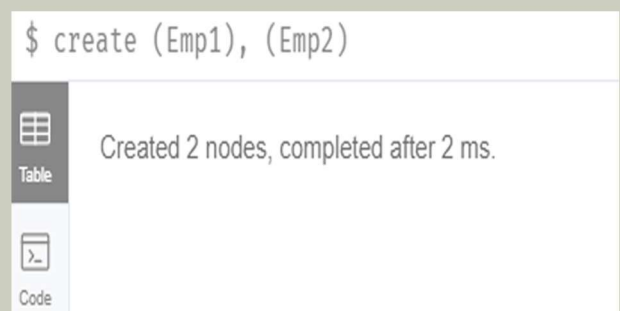 $ create (Emp1), (Emp2)
Table
Created 2 nodes, completed after 2 ms.
Code